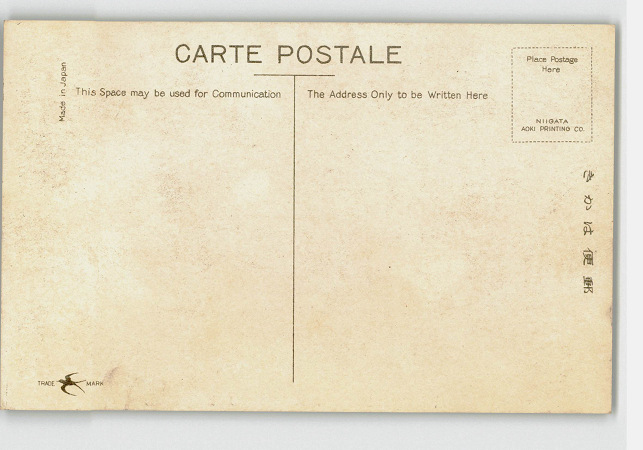 CARTE POSTALE
Made in Japan
This Space may be used for Communication
The Address Only to be Written Here
Place Postage
Here
NIIGATA
AOKI PRINTING CO.
きかは便郵
TRADE MARK